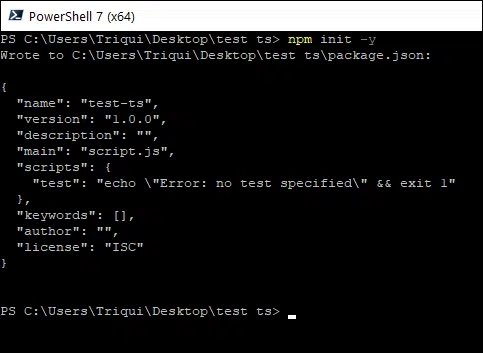 PowerShell 7 (x64)
PS C:\Users\Triqui\Desktop\test ts> npm init -y
Wrote to C:\Users\Triqui\Desktop\test ts\package.json:
{
  "name": "test-ts",
  "version": "1.0.0",
  "description": "",
  "main": "script.js",
  "scripts": {
    "test": "echo \"Error: no test specified\" && exit 1"
  },
  "keywords": [],
  "author": "",
  "license": "ISC"
}
PS C:\Users\Triqui\Desktop\test ts>